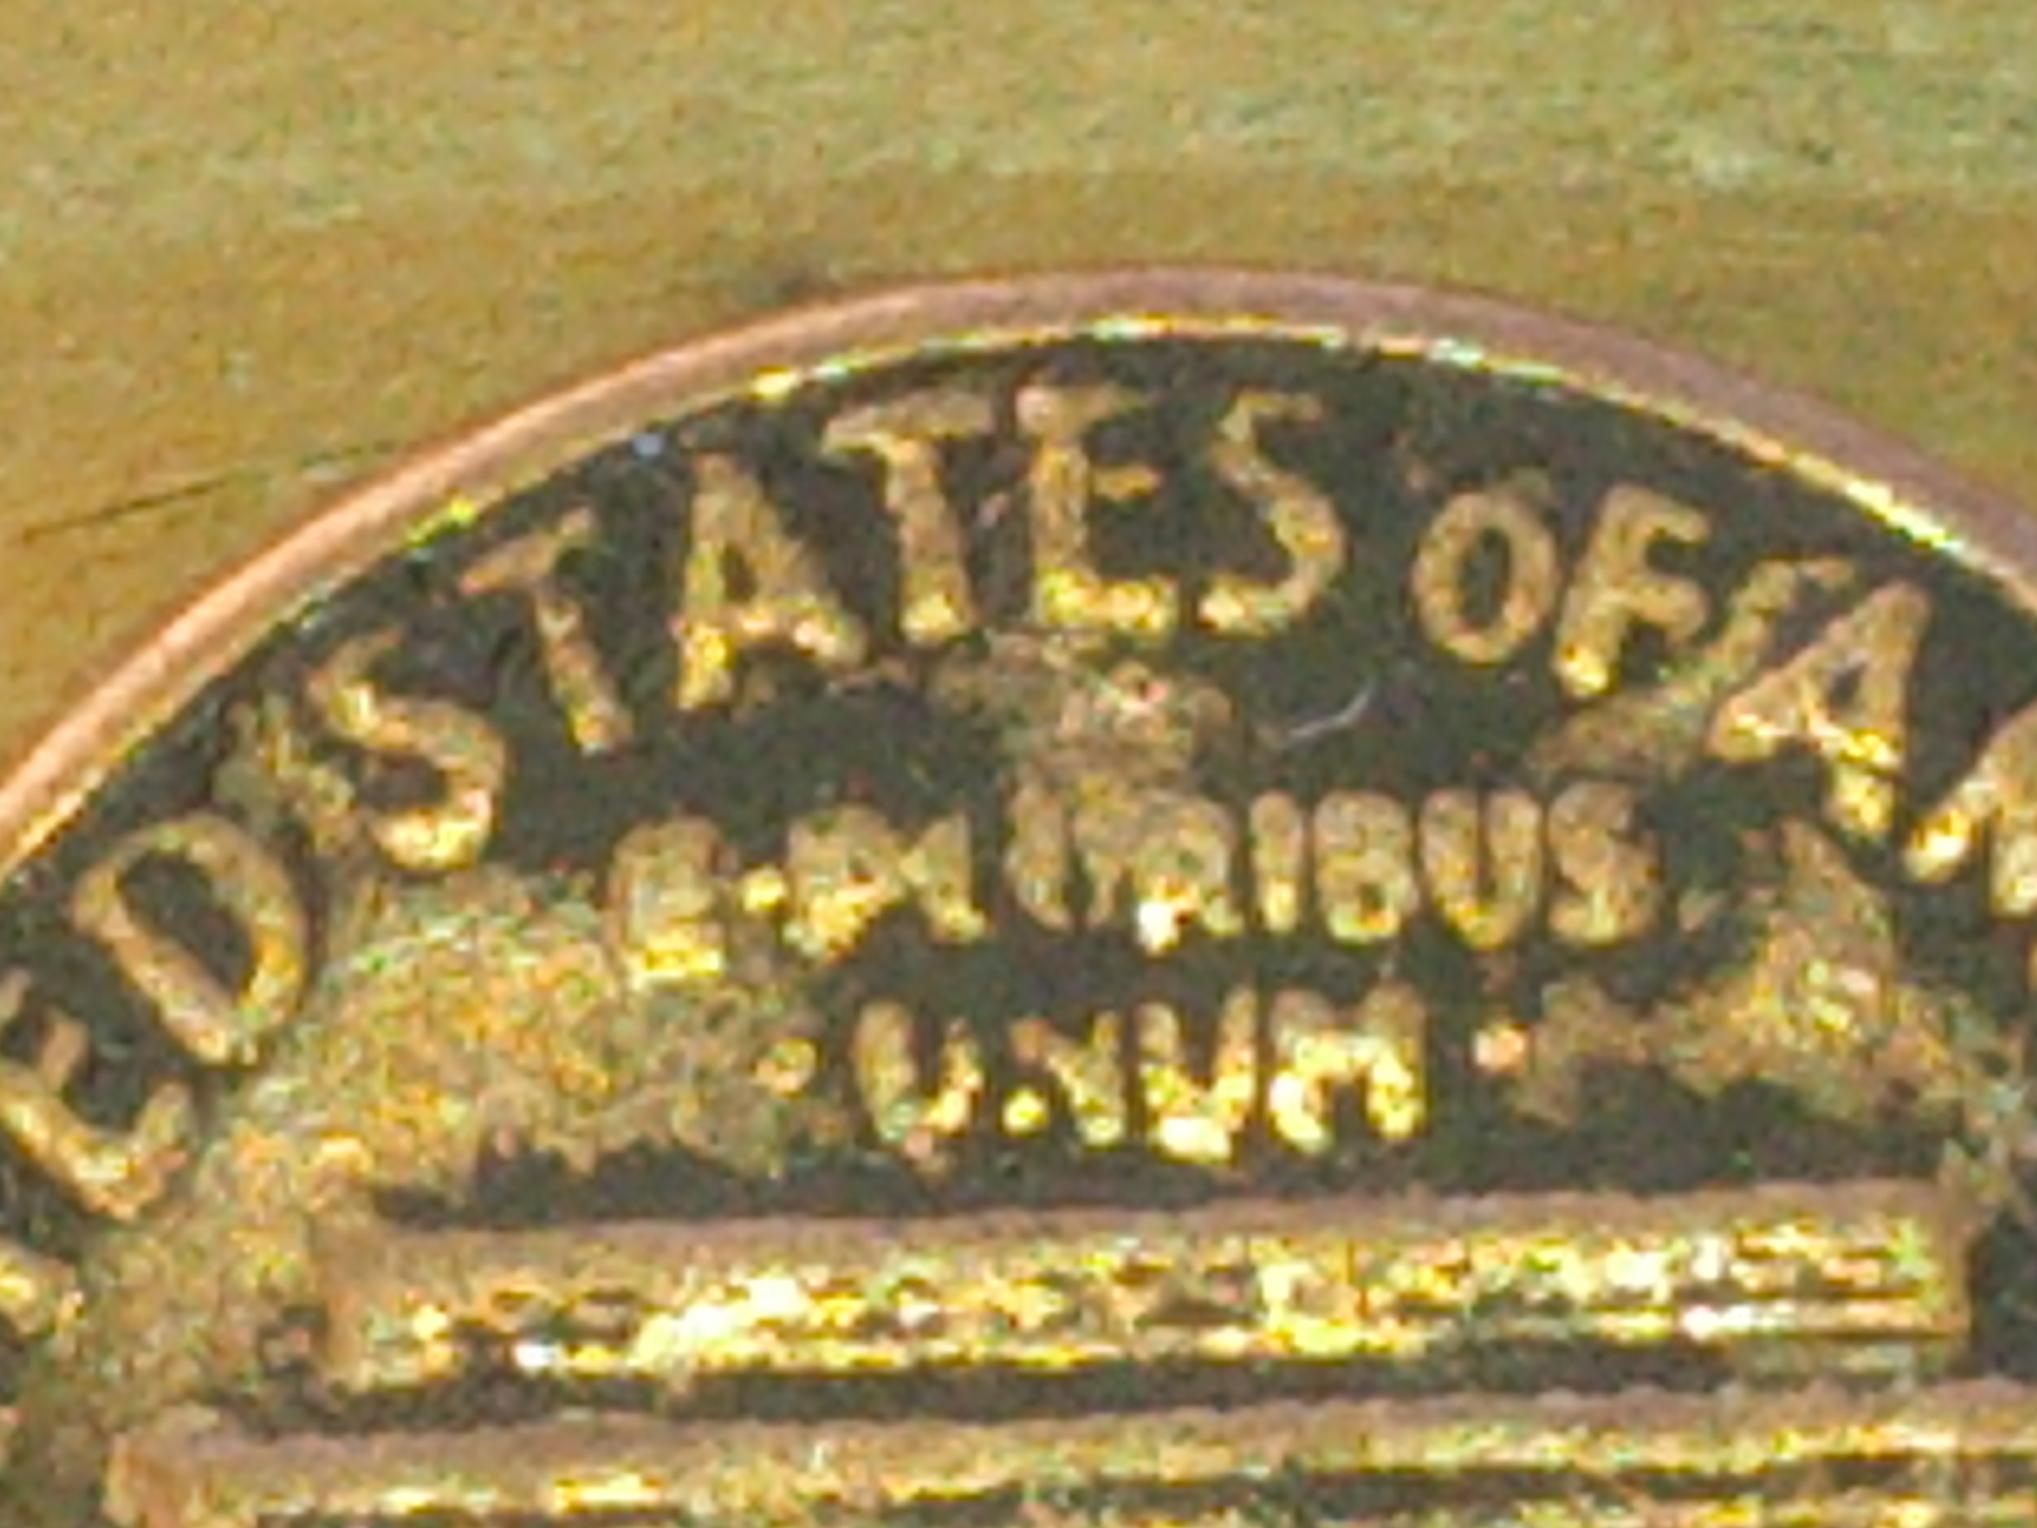 ED STATES OF A
E·PLURIBUS
UNUM